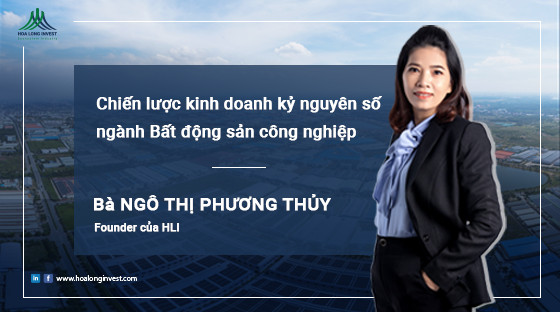 HOA LONG INVEST
Chiến lược kinh doanh kỷ nguyên số
ngành Bất động sản công nghiệp
Bà NGÔ THỊ PHƯƠNG THỦY
Founder của HLI
in f www.hoalonginvest.com